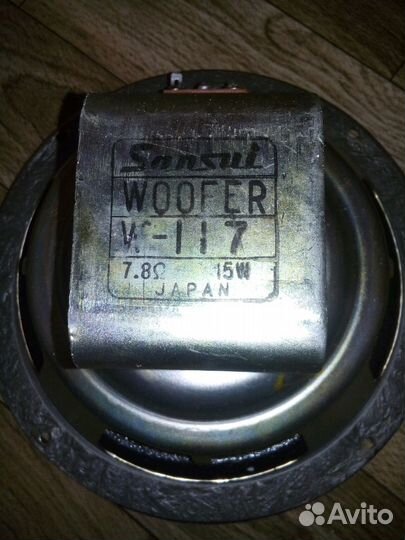 Sansui
WOOFER
W-117
7.8Ω 15W
JAPAN
Avito